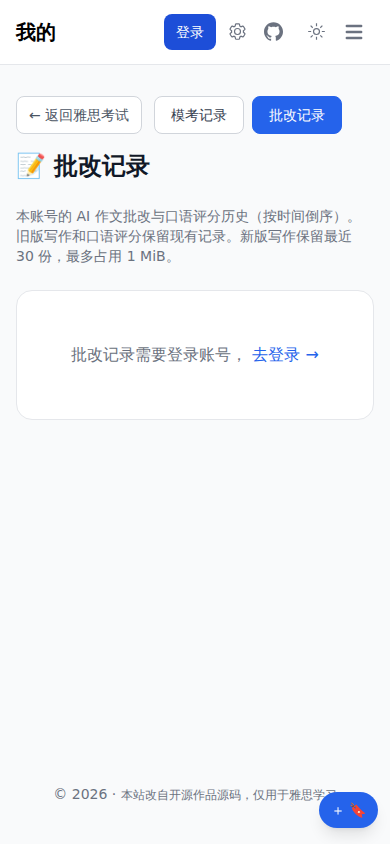 我的
登录
← 返回雅思考试
模考记录
批改记录
📝 批改记录
本账号的 AI 作文批改与口语评分历史（按时间倒序）。
旧版写作和口语评分保留现有记录。新版写作保留最近
30 份，最多占用 1 MiB。
批改记录需要登录账号， 去登录 →
© 2026 · 本站改自开源作品源码，仅用于雅思学习
+ 🔖